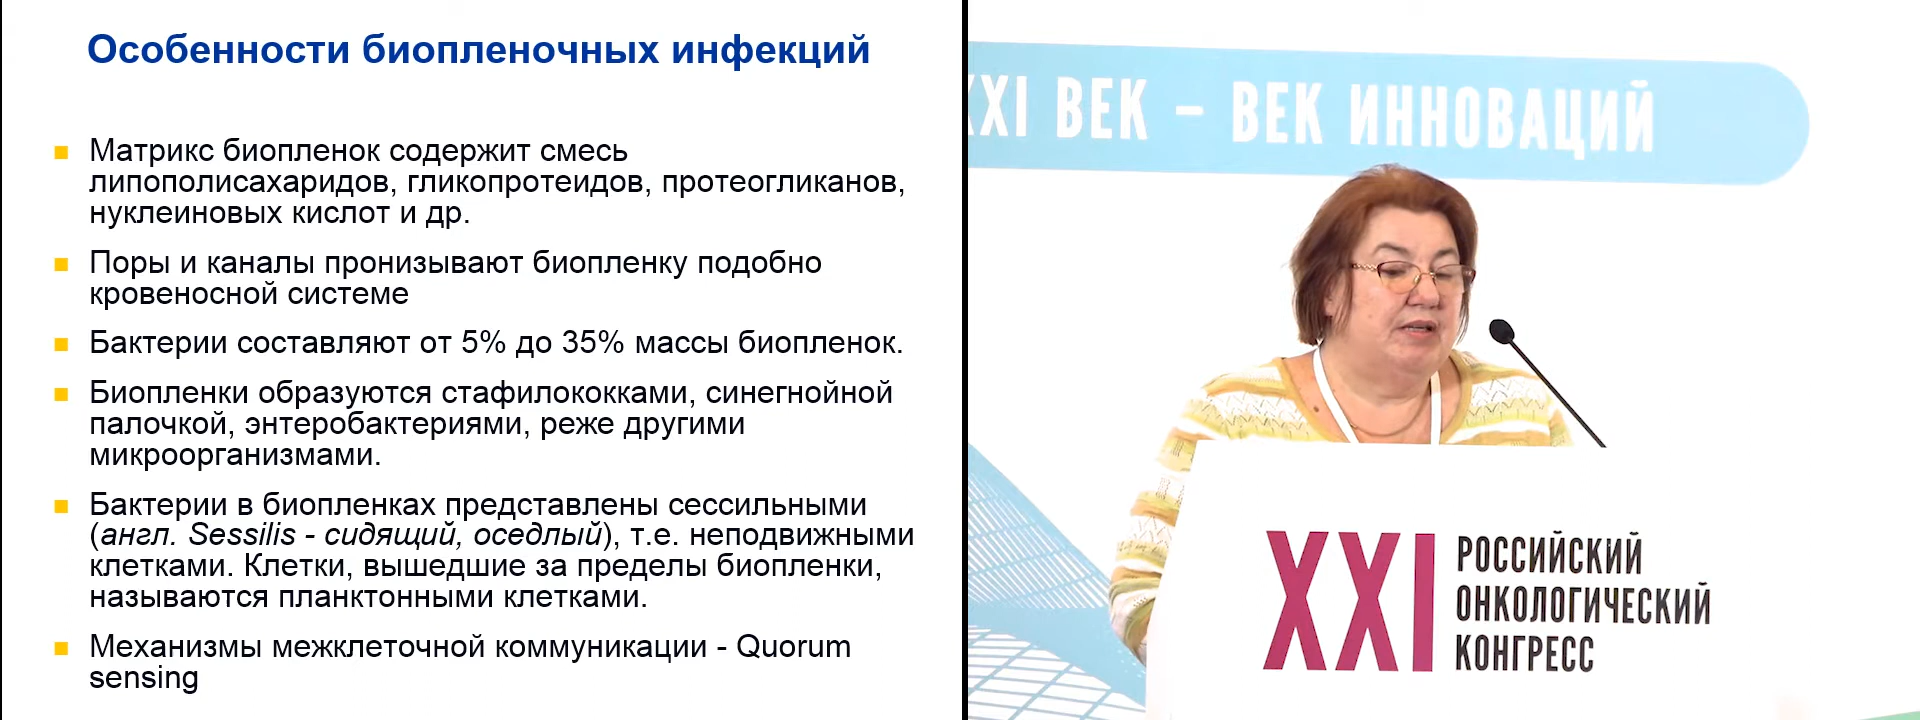 Особенности биопленочных инфекций
Матрикс биопленок содержит смесь
липополисахаридов, гликопротеидов, протеогликанов,
нуклеиновых кислот и др.
Поры и каналы пронизывают биопленку подобно
кровеносной системе
Бактерии составляют от 5% до 35% массы биопленок.
Биопленки образуются стафилококками, синегнойной
палочкой, энтеробактериями, реже другими
микроорганизмами.
Бактерии в биопленках представлены сессильными
(англ. Sessilis - сидящий, оседлый), т.е. неподвижными
клетками. Клетки, вышедшие за пределы биопленки,
называются планктонными клетками.
Механизмы межклеточной коммуникации - Quorum
sensing
XXI ВЕК – ВЕК ИННОВАЦИЙ
XXI
РОССИЙСКИЙ
ОНКОЛОГИЧЕСКИЙ
КОНГРЕСС